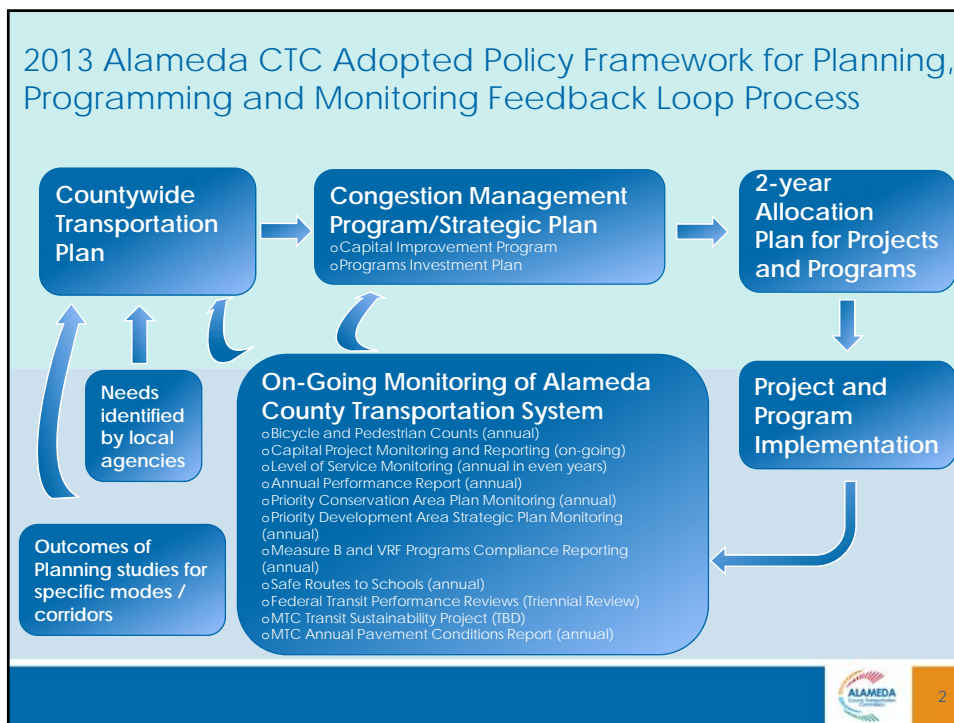 2013 Alameda CTC Adopted Policy Framework for Planning,
Programming and Monitoring Feedback Loop Process
Countywide
Transportation
Plan
Congestion Management
Program/Strategic Plan
o Capital Improvement Program
o Programs Investment Plan
2-year
Allocation
Plan for Projects
and Programs
Needs
identified
by local
agencies
On-Going Monitoring of Alameda
County Transportation System
o Bicycle and Pedestrian Counts (annual)
o Capital Project Monitoring and Reporting (on-going)
o Level of Service Monitoring (annual in even years)
o Annual Performance Report (annual)
o Priority Conservation Area Plan Monitoring (annual)
o Priority Development Area Strategic Plan Monitoring
(annual)
o Measure B and VRF Programs Compliance Reporting
(annual)
o Safe Routes to Schools (annual)
o Federal Transit Performance Reviews (Triennial Review)
o MTC Transit Sustainability Project (TBD)
o MTC Annual Pavement Conditions Report (annual)
Project and
Program
Implementation
Outcomes of
Planning studies for
specific modes /
corridors
ALAMEDA
County Transportation
Commission
2